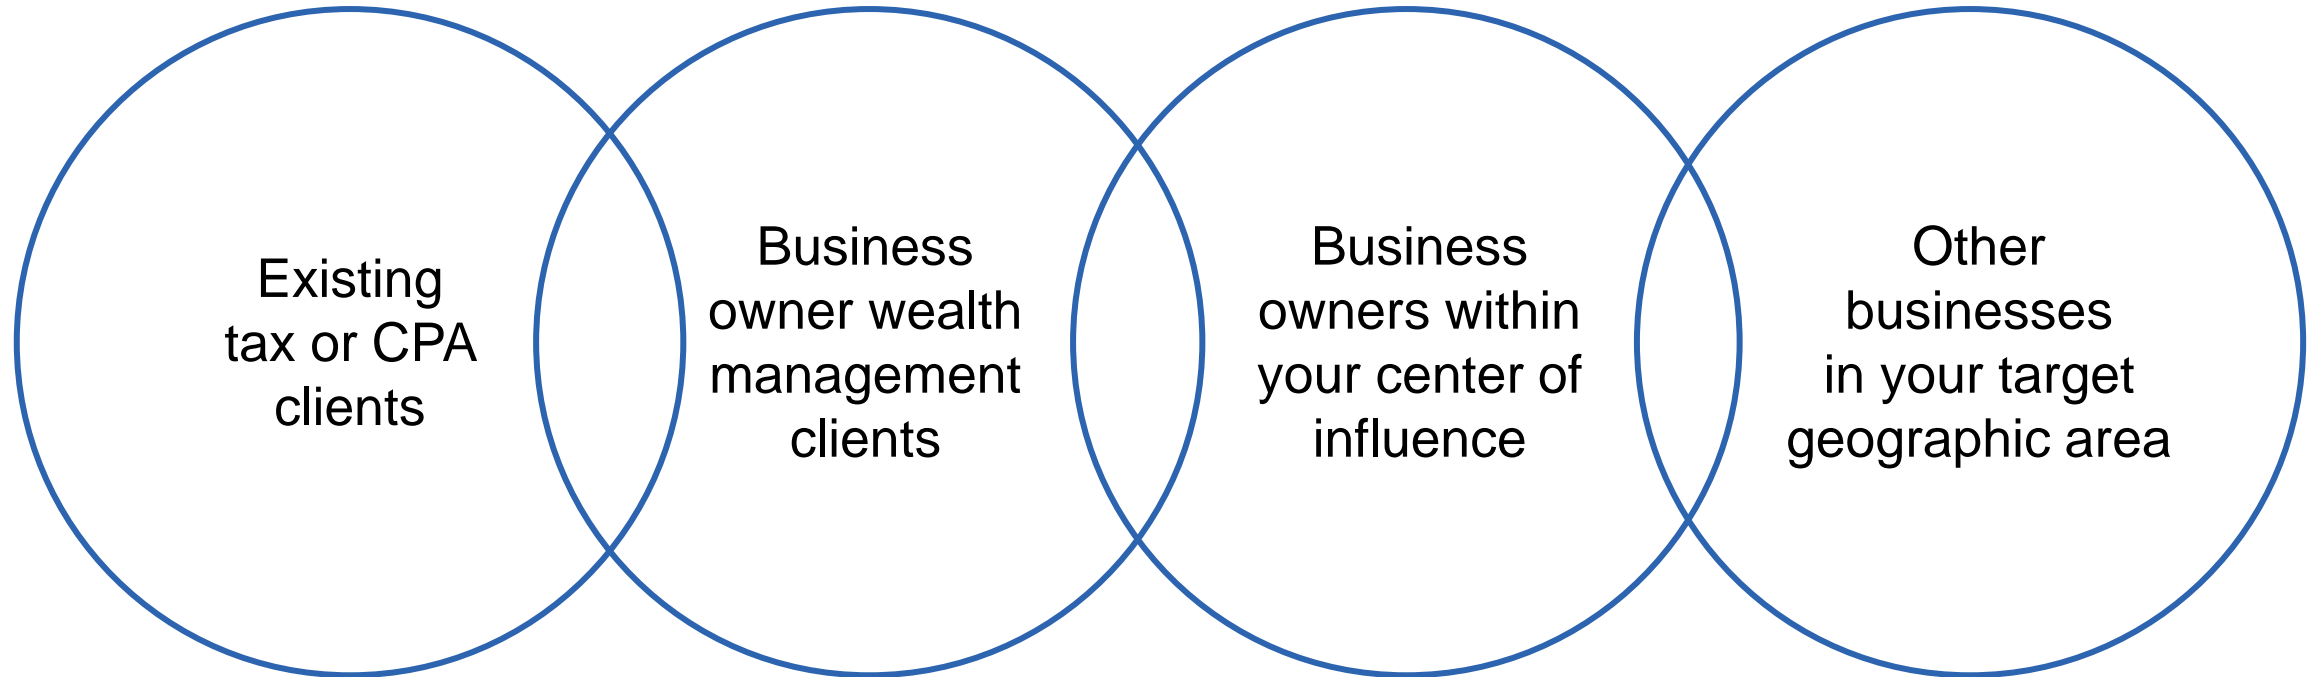 Existing
tax or CPA
clients
Business
owner wealth
management
clients
Business
owners within
your center of
influence
Other
businesses
in your target
geographic area